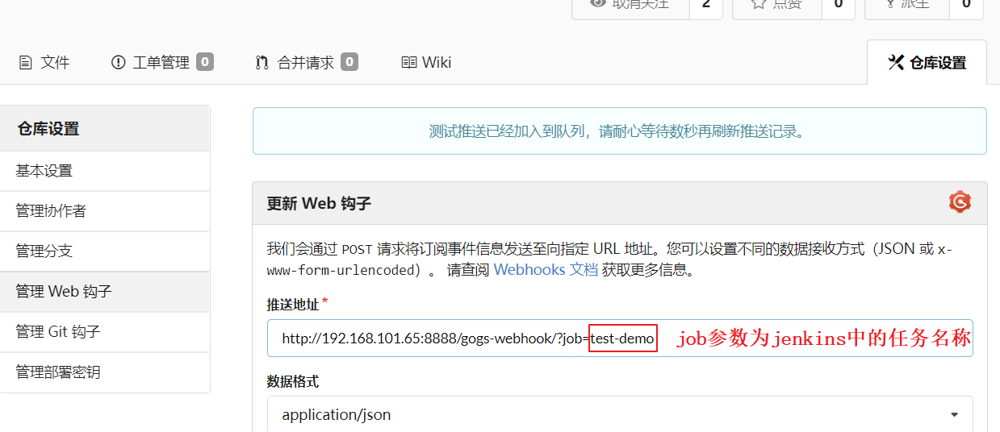 取消关注 2 点赞 0 派生 0
文件 工单管理 0 合并请求 0 Wiki 仓库设置
仓库设置
基本设置
管理协作者
管理分支
管理 Web 钩子
管理 Git 钩子
管理部署密钥
测试推送已经加入到队列，请耐心等待数秒再刷新推送记录。
更新 Web 钩子
我们会通过 POST 请求将订阅事件信息发送至向指定 URL 地址。您可以设置不同的数据接收方式（JSON 或 x-
www-form-urlencoded）。 请查阅 Webhooks 文档 获取更多信息。
推送地址*
http://192.168.101.65:8888/gogs-webhook/?job=test-demo job参数为jenkins中的任务名称
数据格式
application/json